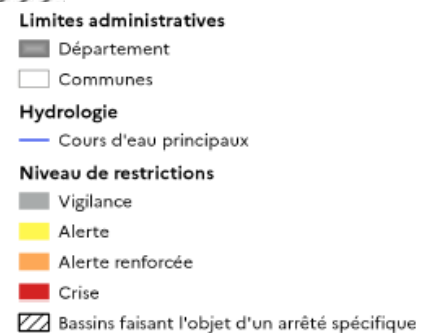 Limites administratives
Département
Communes
Hydrologie
Cours d'eau principaux
Niveau de restrictions
Vigilance
Alerte
Alerte renforcée
Crise
Bassins faisant l'objet d'un arrêté spécifique